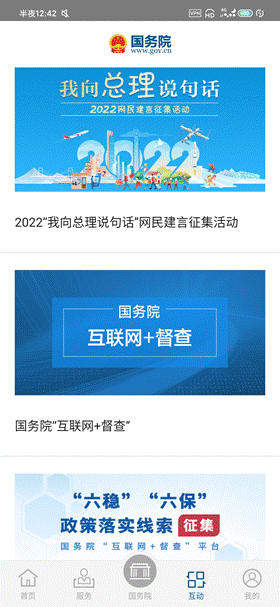 半夜12:42
VPN
HD
4G
国务院
www.gov.cn
我向总理说句话
2022网民建言征集活动
2022
2022“我向总理说句话”网民建言征集活动
国务院
互联网+督查
国务院“互联网+督查”
“六稳” “六保”
政策落实线索 征集
国务院“互联网+督查”平台
首页
服务
国务院
互动
我的